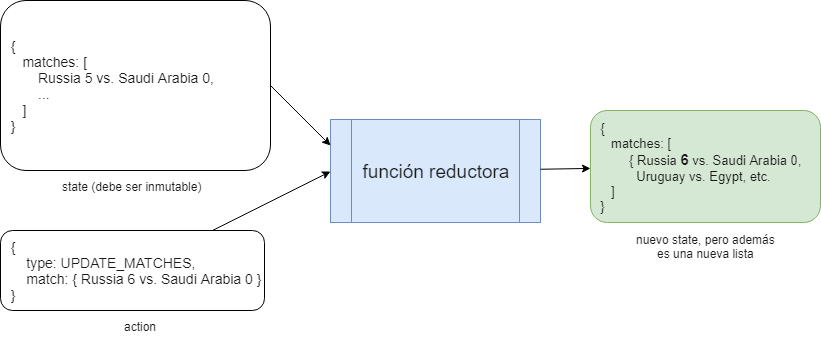 {
matches: [
Russia 5 vs. Saudi Arabia 0,
...
]
}
state (debe ser inmutable)
{
type: UPDATE_MATCHES,
match: { Russia 6 vs. Saudi Arabia 0 }
}
action
función reductora
{
matches: [
{ Russia 6 vs. Saudi Arabia 0,
Uruguay vs. Egypt, etc.
]
}
nuevo state, pero además
es una nueva lista